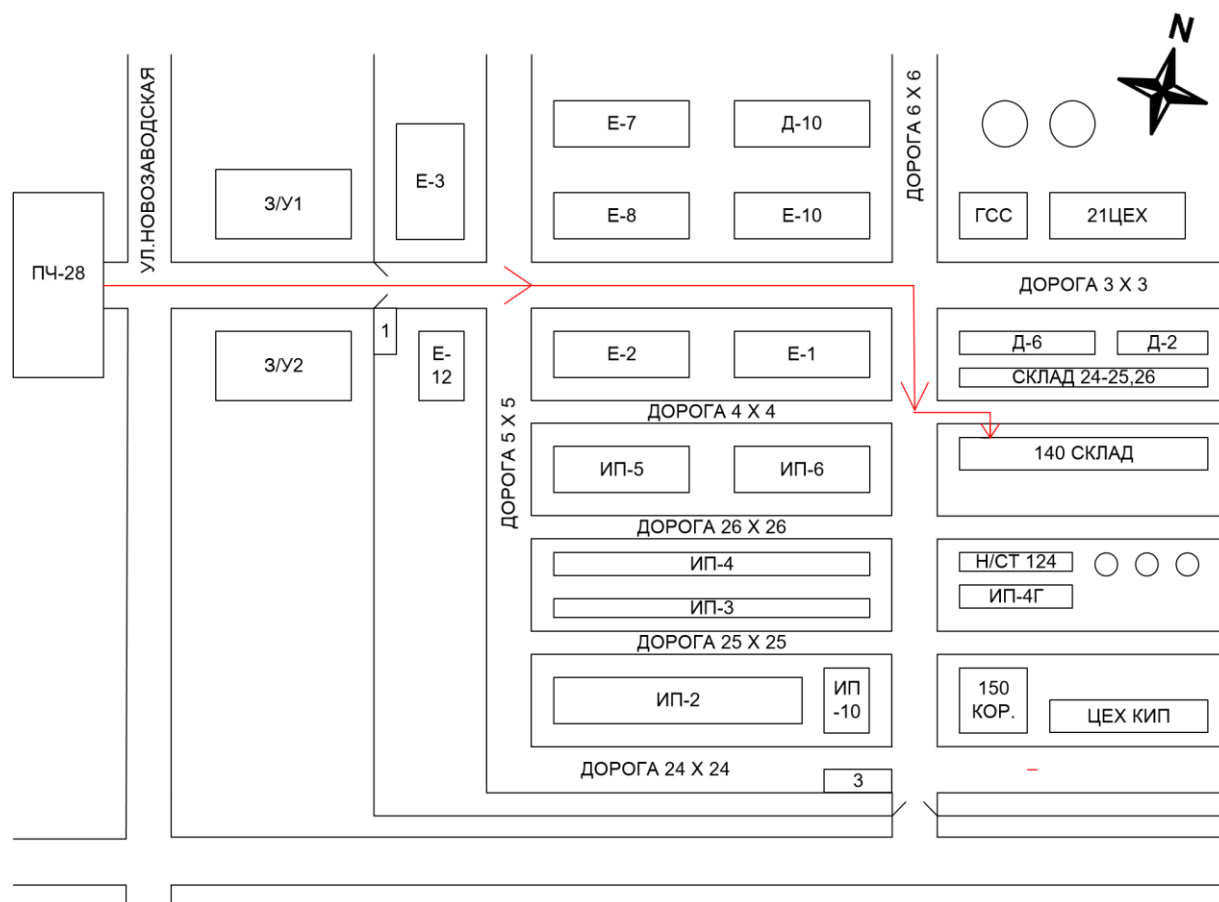 N
УЛ.НОВОЗАВОДСКАЯ
ДОРОГА 6 Х 6
Е-7
Д-10
Е-3
З/У1
Е-8
Е-10
ГСС
21ЦЕХ
ПЧ-28
ДОРОГА 3 Х 3
1
Е-
12
З/У2
Е-2
Е-1
Д-6
Д-2
СКЛАД 24-25,26
ДОРОГА 4 Х 4
ДОРОГА 5 Х 5
ИП-5
ИП-6
140 СКЛАД
ДОРОГА 26 Х 26
ИП-4
Н/СТ 124
ИП-3
ИП-4Г
ДОРОГА 25 Х 25
ИП-2
ИП
-10
150
КОР.
ЦЕХ КИП
ДОРОГА 24 Х 24
3